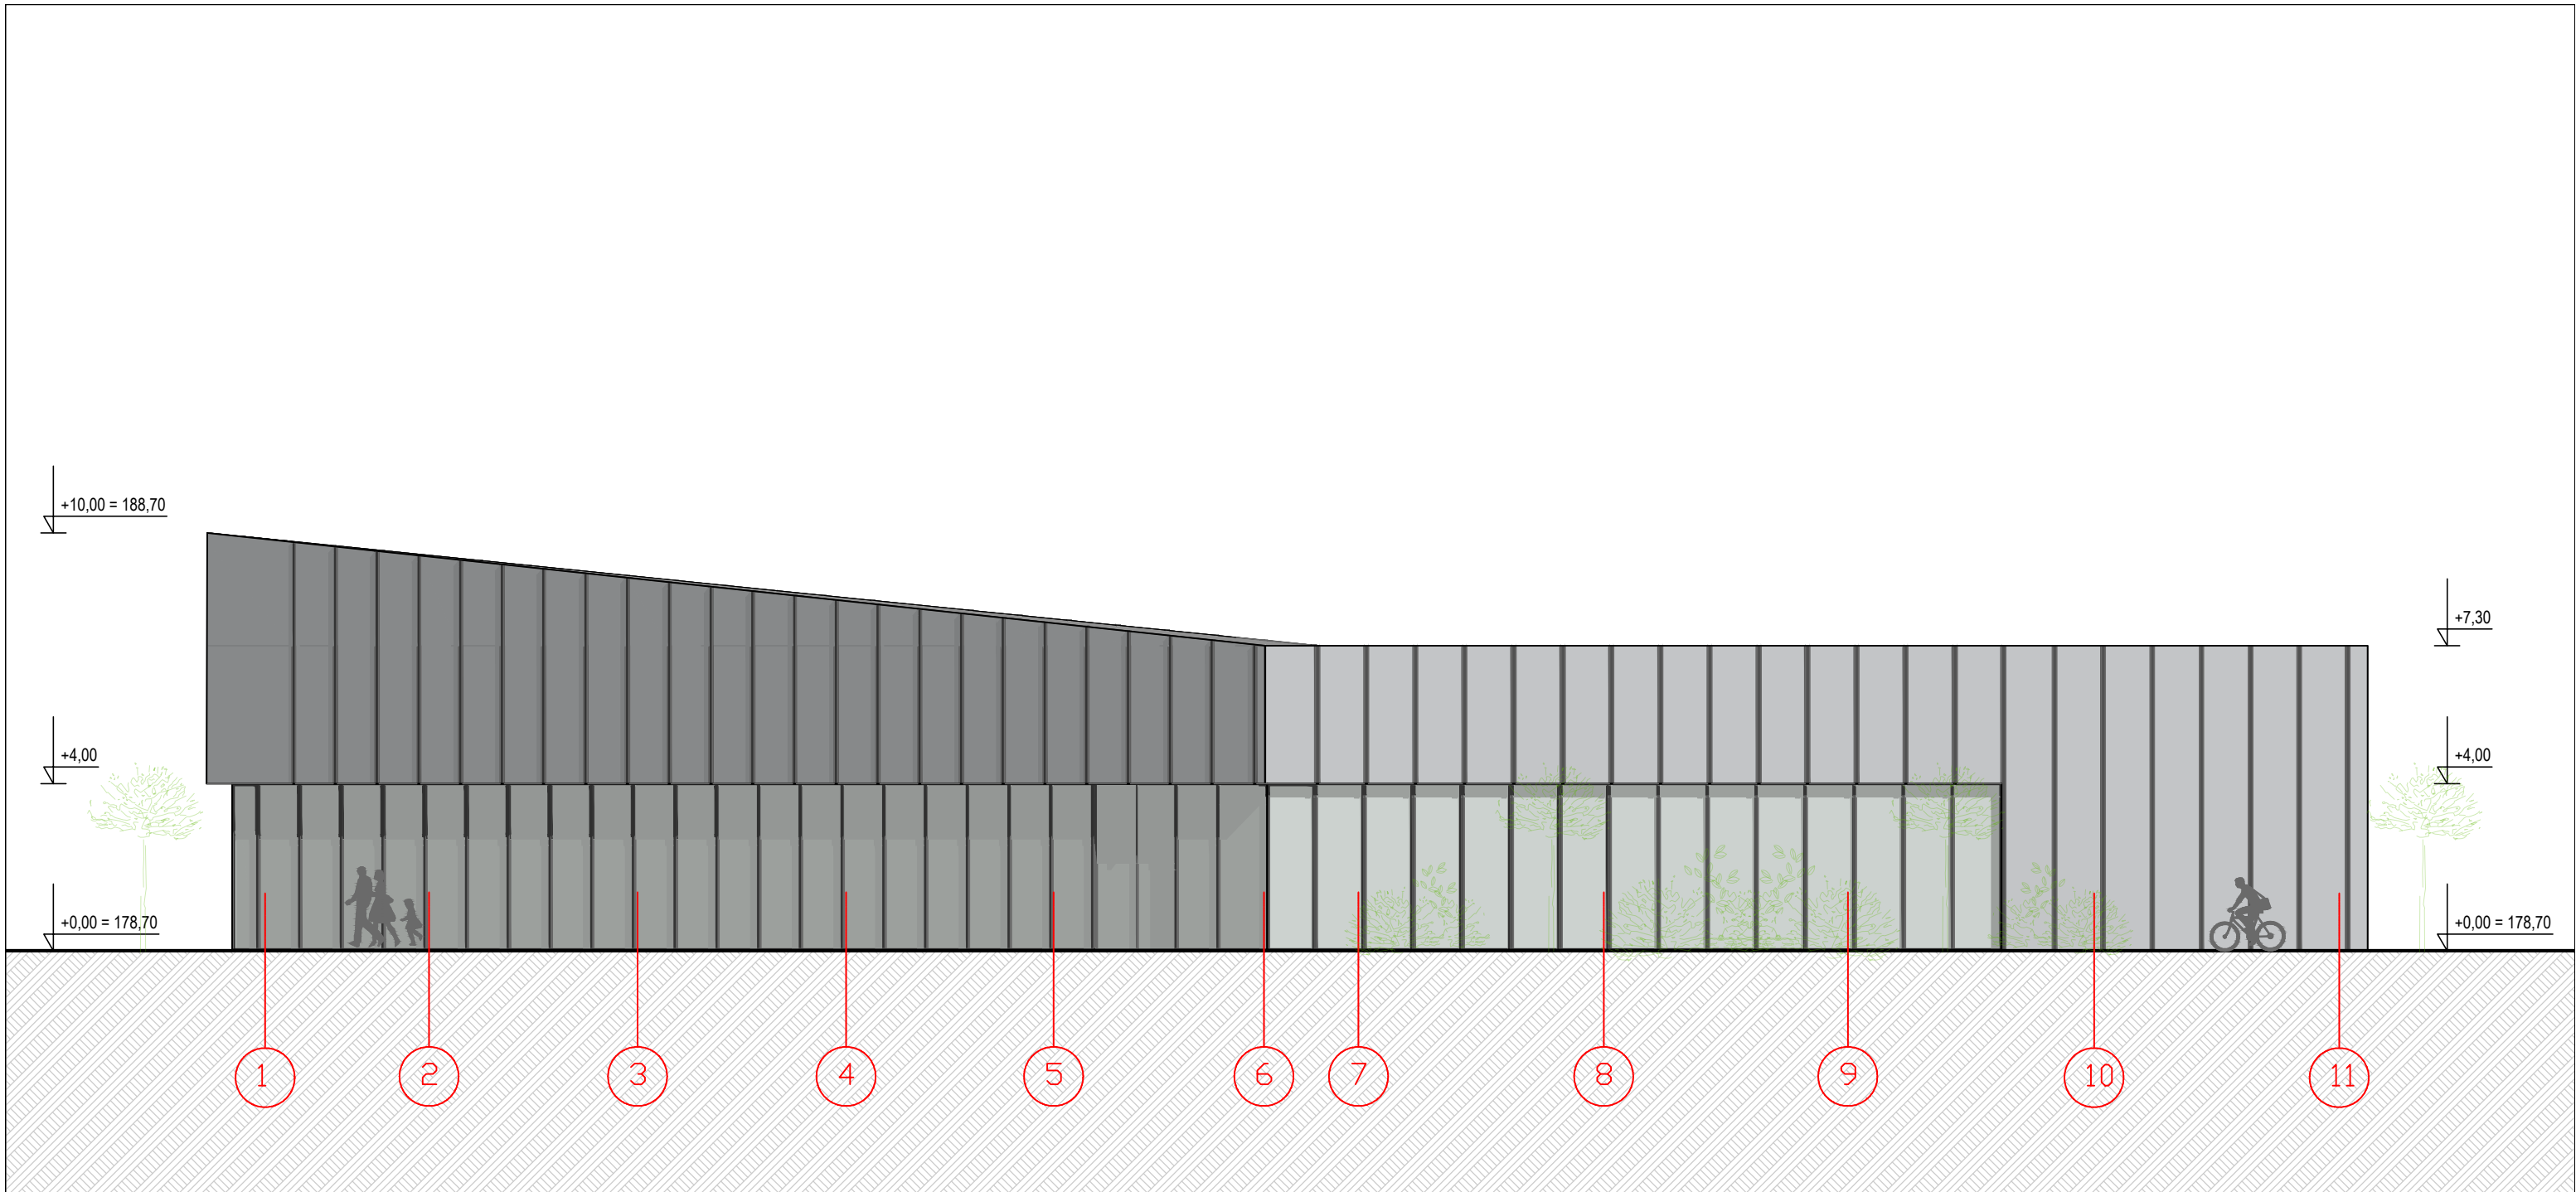 +10,00 = 188,70
+7,30
+4,00
+4,00
+0,00 = 178,70
+0,00 = 178,70
1 2 3 4 5 6 7 8 9 10 11